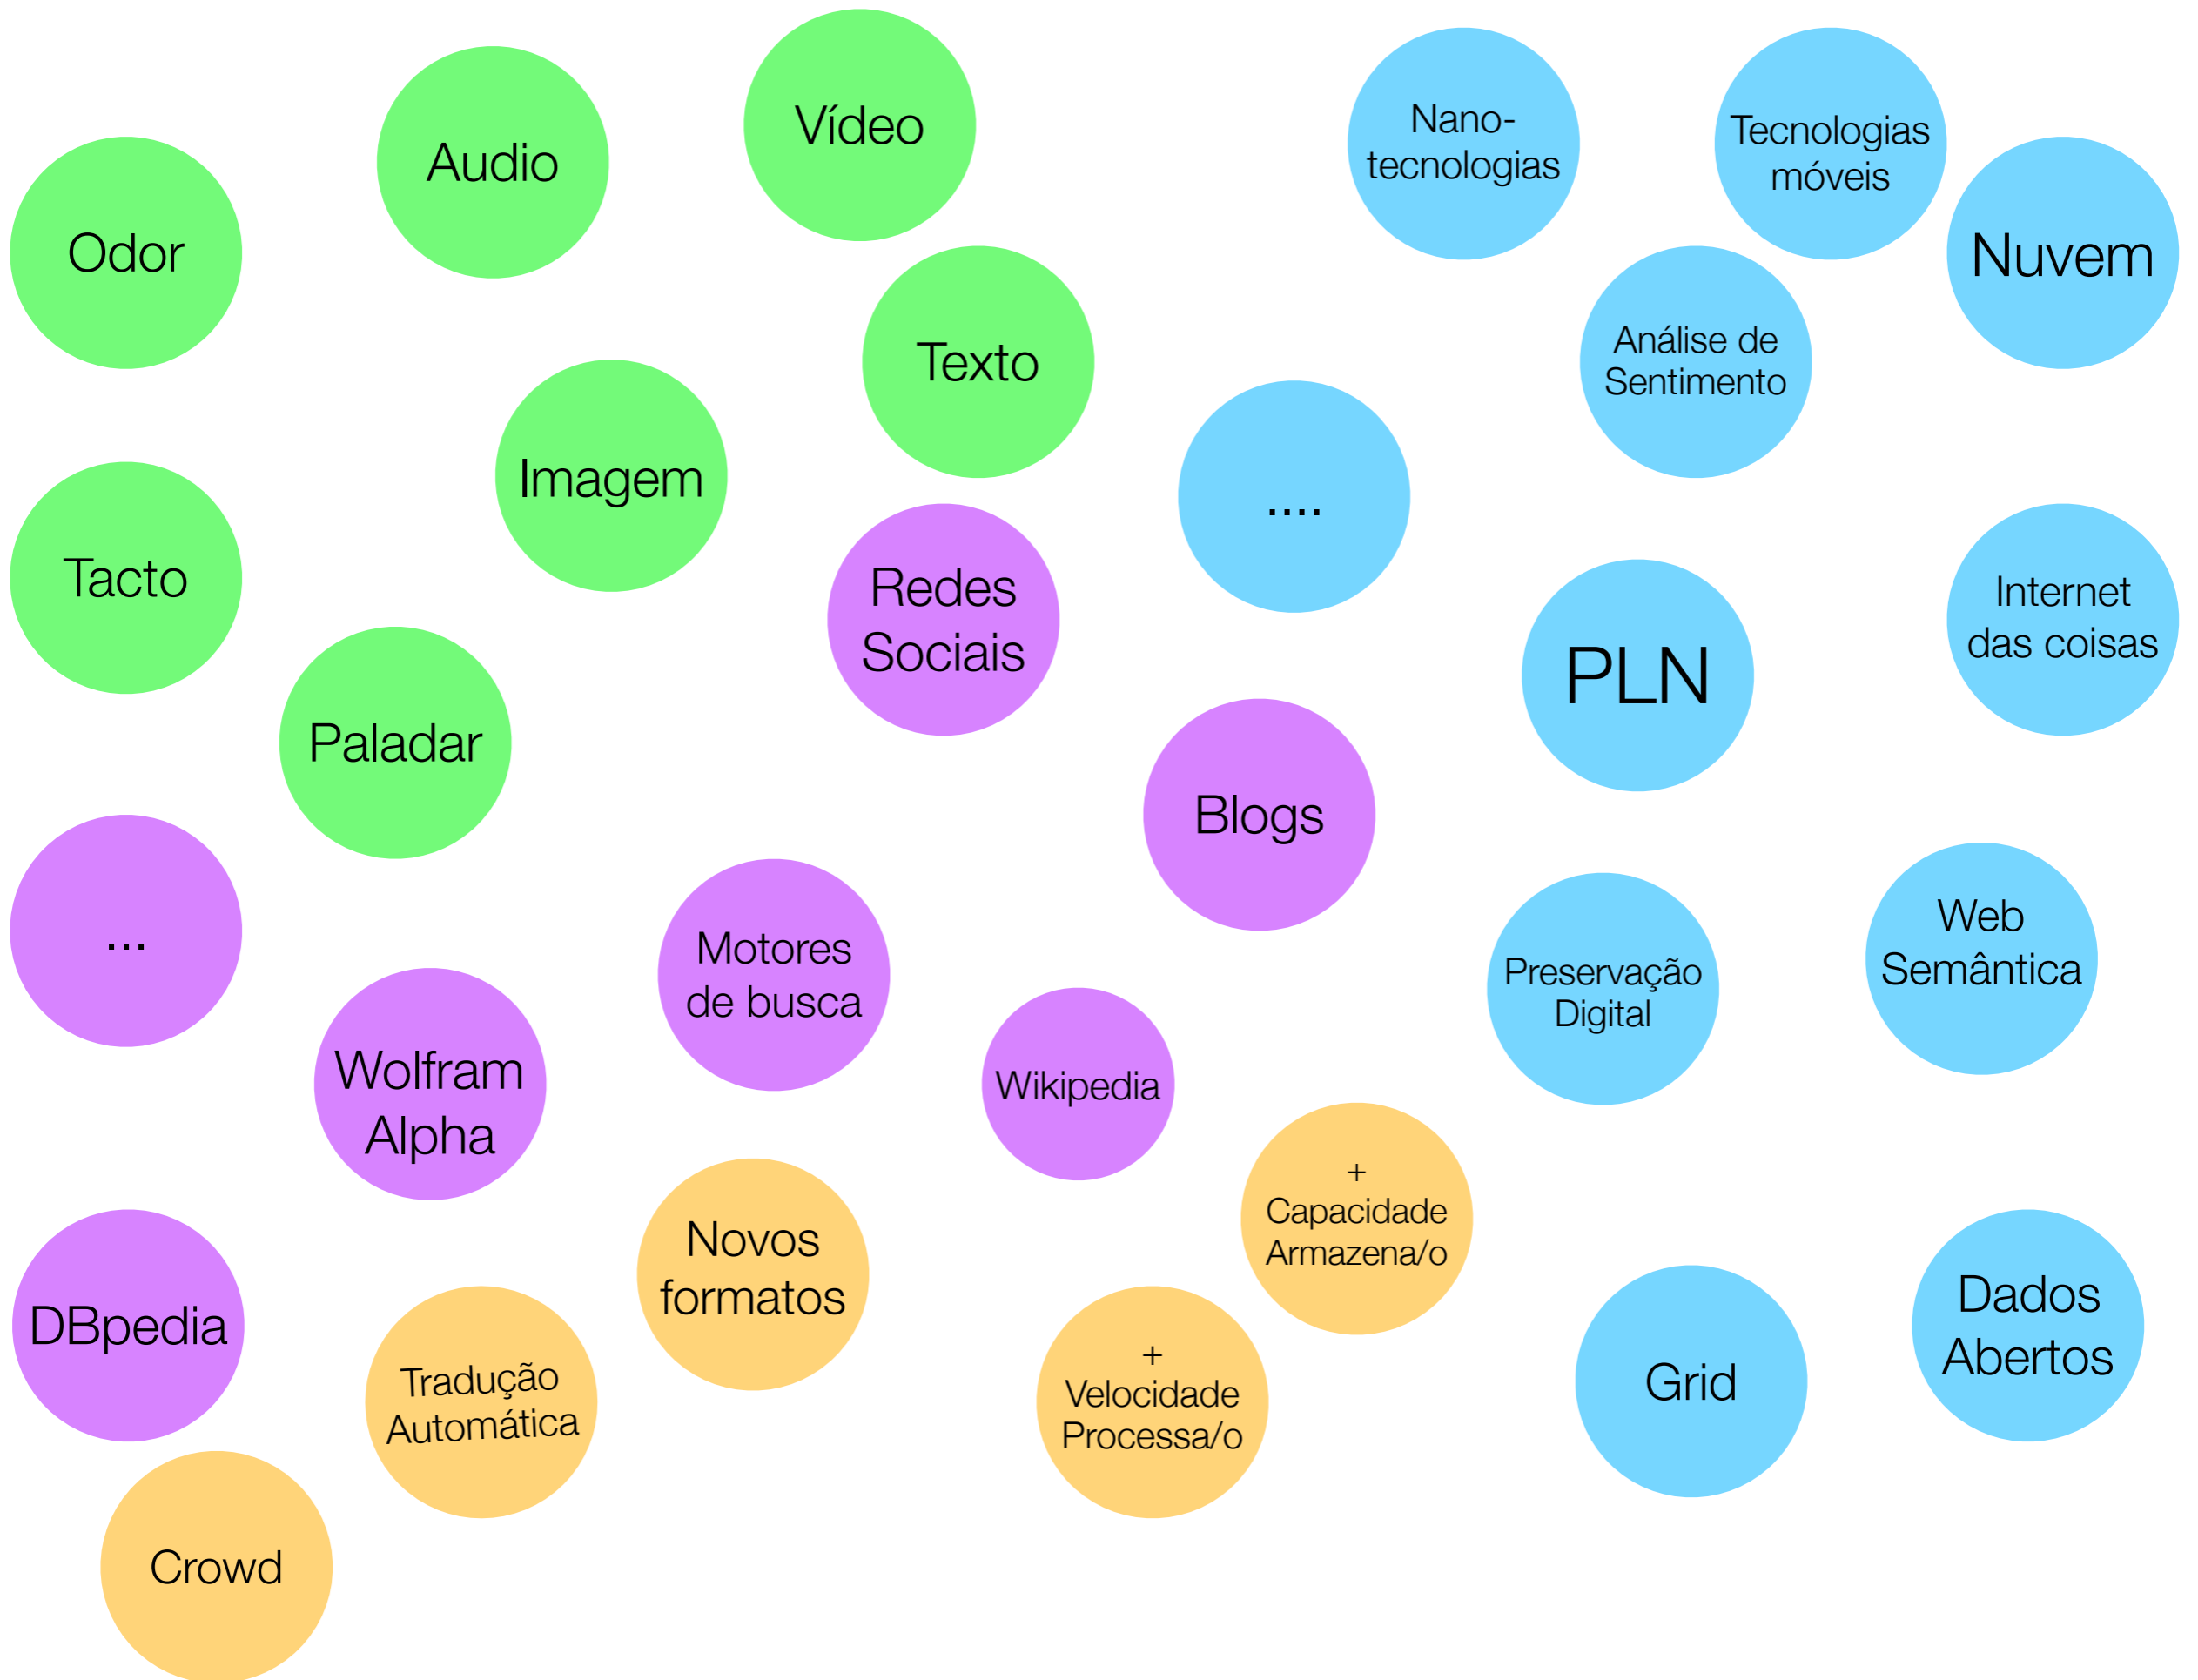 Vídeo
Audio
Odor
Nano-
tecnologias
Tecnologias
móveis
Nuvem
Texto
Análise de
Sentimento
Imagem
....
Tacto
Redes
Sociais
PLN
Internet
das coisas
Paladar
Blogs
...
Motores
de busca
Preservação
Digital
Web
Semântica
Wolfram
Alpha
Wikipedia
+
Capacidade
Armazena/o
Novos
formatos
DBpedia
Tradução
Automática
+
Velocidade
Processa/o
Grid
Dados
Abertos
Crowd